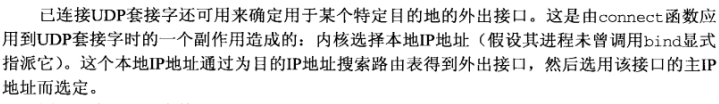 已连接UDP套接字还可用来确定用于某个特定目的地的外出接口。这是由connect函数应
用到UDP套接字时的一个副作用造成的：内核选择本地IP地址（假设其进程未曾调用bind显式
指派它）。这个本地IP地址通过为目的IP地址搜索路由表得到外出接口，然后选用该接口的主IP
地址而选定。